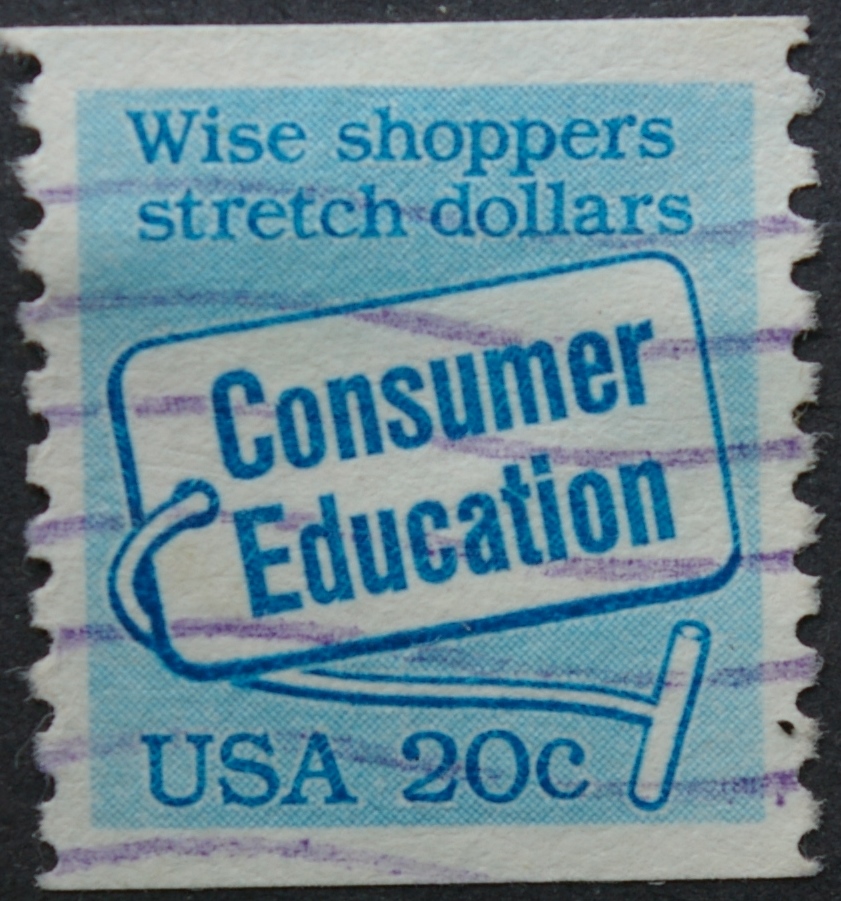 Wise shoppers
stretch dollars
Consumer
Education
USA 20c